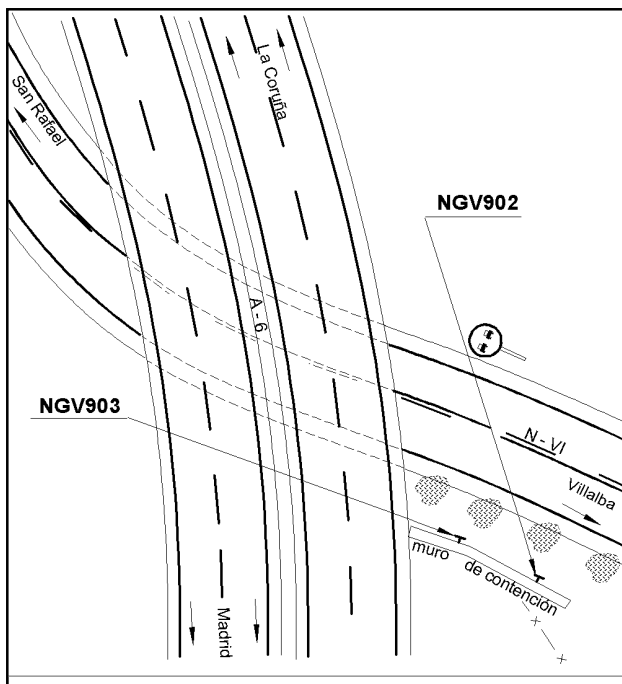 La Coruña
San Rafael
NGV902
A - 6
NGV903
N - VI
Villalba
muro de contención
Madrid